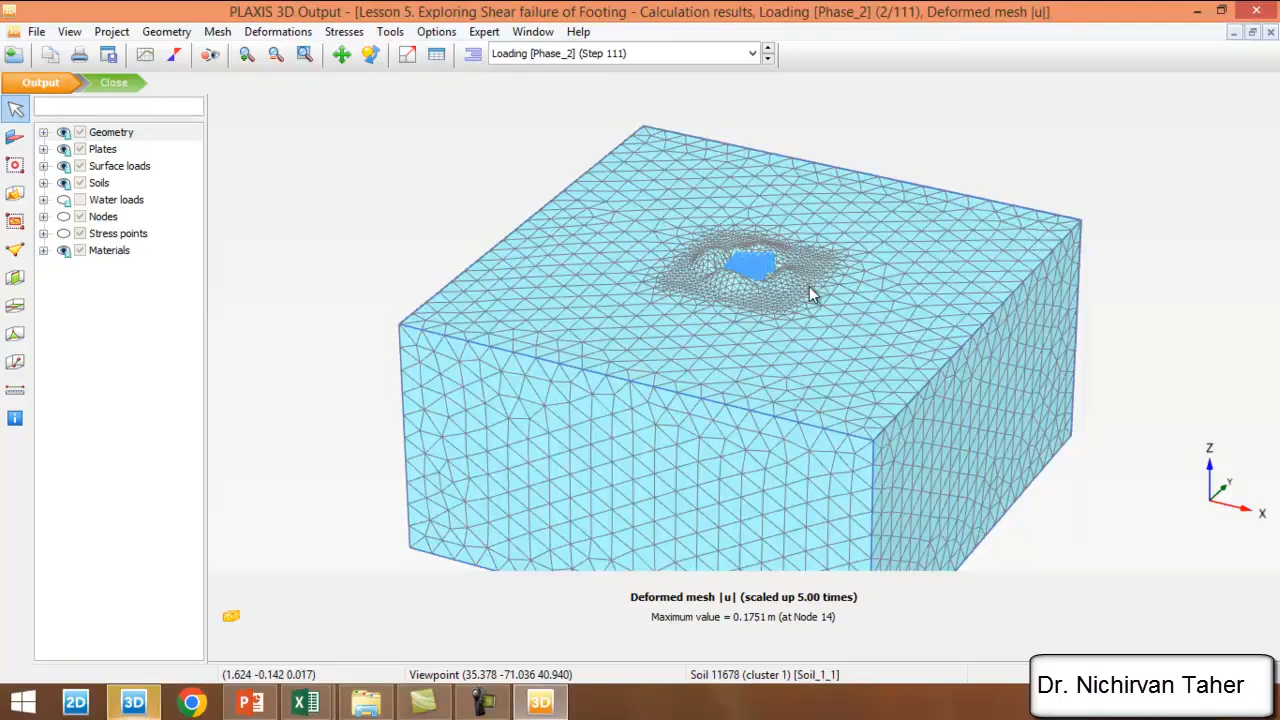 PLAXIS 3D Output - [Lesson 5. Exploring Shear failure of Footing - Calculation results, Loading [Phase_2] (2/111), Deformed mesh |u|]
File View Project Geometry Mesh Deformations Stresses Tools Options Expert Window Help
Loading [Phase_2] (Step 111)
Output Close
Geometry
Plates
Surface loads
Soils
Water loads
Nodes
Stress points
Materials
Z
Y
X
Deformed mesh |u| (scaled up 5.00 times)
Maximum value = 0.1751 m (at Node 14)
(1.624 -0.142 0.017) Viewpoint (35.378 -71.036 40.940) Soil 11678 (cluster 1) [Soil_1_1]
2D 3D 3D
Dr. Nichirvan Taher